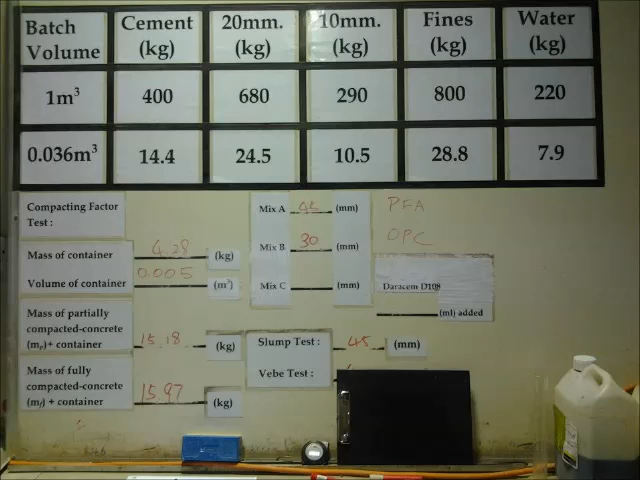 Batch Volume Cement (kg) 20mm. (kg) 10mm. (kg) Fines (kg) Water (kg)
1m³ 400 680 290 800 220
0.036m³ 14.4 24.5 10.5 28.8 7.9
Compacting Factor
Test :
Mass of container 4.28 (kg)
Volume of container 0.005 (m³)
Mass of partially
compacted-concrete
(mₚ)+ container 15.18 (kg)
Mass of fully
compacted-concrete
(m𝑓) + container 15.97 (kg)
Mix A 45 (mm) PFA
Mix B 30 (mm) OPC
Mix C (mm)
Daracem D108
(ml) added
Slump Test : 45 (mm)
Vebe Test :